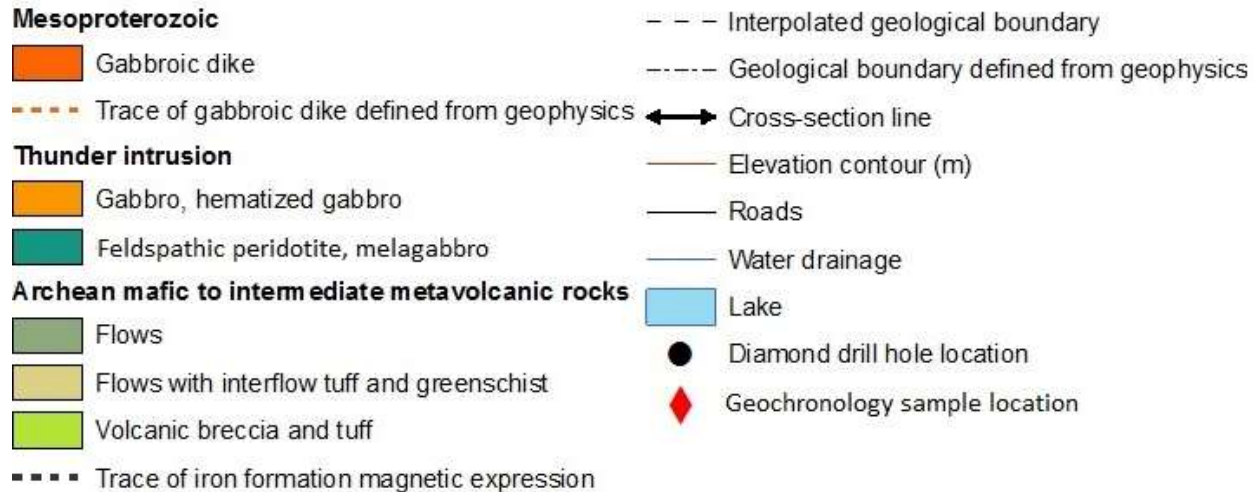 Mesoproterozoic
Gabbroic dike
Trace of gabbroic dike defined from geophysics
Thunder intrusion
Gabbro, hematized gabbro
Feldspathic peridotite, melagabbro
Archean mafic to intermediate metavolcanic rocks
Flows
Flows with interflow tuff and greenschist
Volcanic breccia and tuff
Trace of iron formation magnetic expression
Interpolated geological boundary
Geological boundary defined from geophysics
Cross-section line
Elevation contour (m)
Roads
Water drainage
Lake
Diamond drill hole location
Geochronology sample location